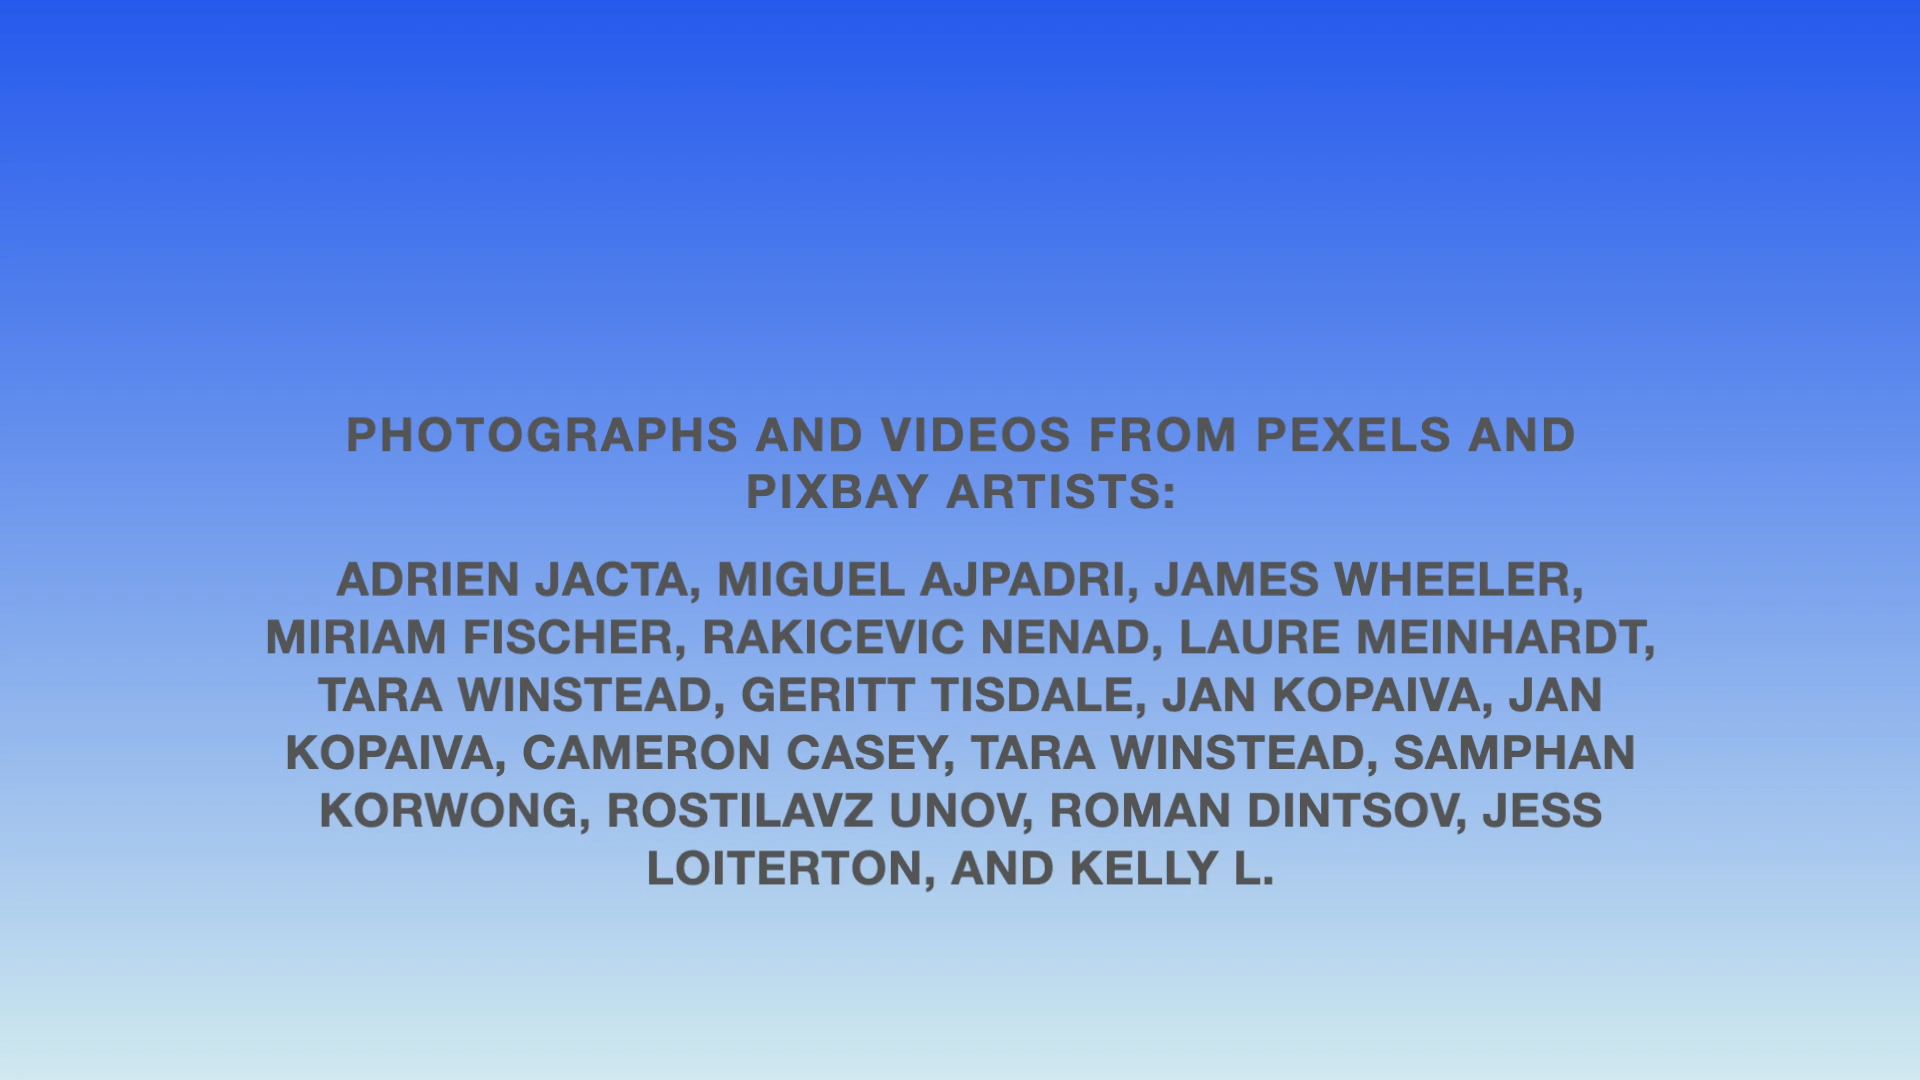 PHOTOGRAPHS AND VIDEOS FROM PEXELS AND
PIXBAY ARTISTS:
ADRIEN JACTA, MIGUEL AJPADRI, JAMES WHEELER,
MIRIAM FISCHER, RAKICEVIC NENAD, LAURE MEINHARDT,
TARA WINSTEAD, GERITT TISDALE, JAN KOPAIVA, JAN
KOPAIVA, CAMERON CASEY, TARA WINSTEAD, SAMPHAN
KORWONG, ROSTILAVZ UNOV, ROMAN DINTSOV, JESS
LOITERTON, AND KELLY L.